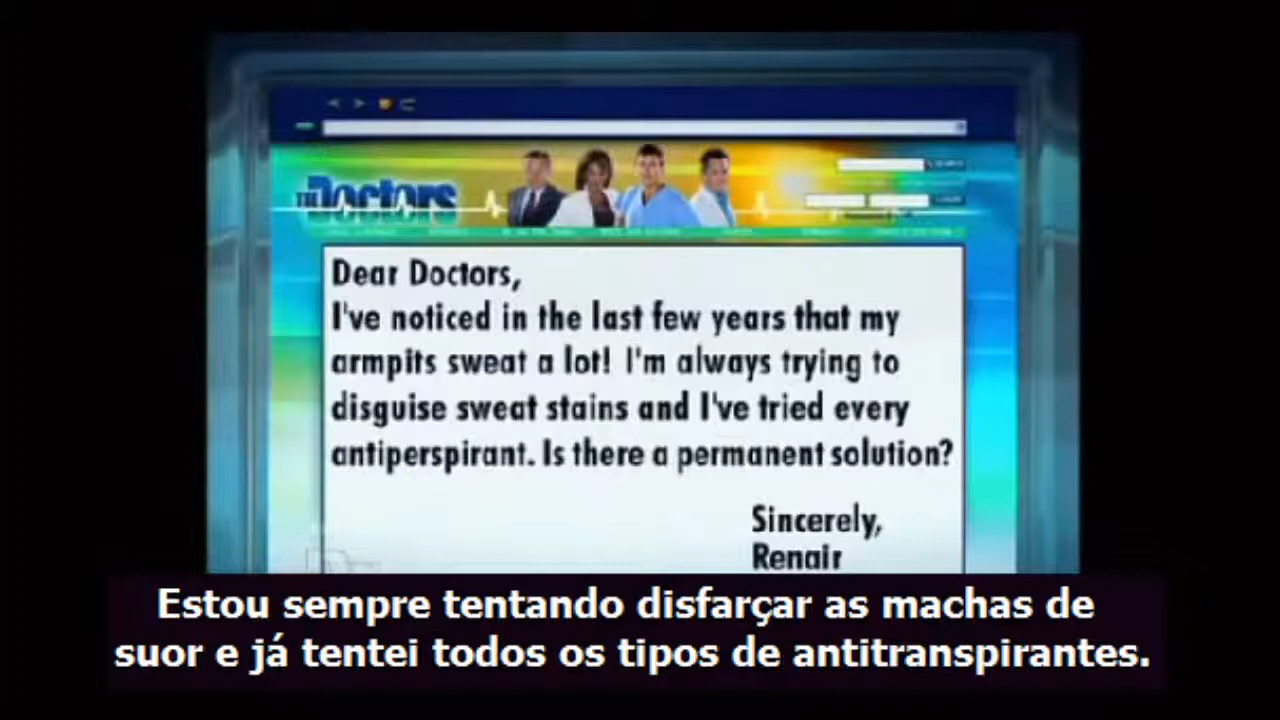 THE Doctors
Dear Doctors,
I've noticed in the last few years that my
armpits sweat a lot! I'm always trying to
disguise sweat stains and I've tried every
antiperspirant. Is there a permanent solution?
Sincerely,
Renair
Estou sempre tentando disfarçar as machas de
suor e já tentei todos os tipos de antitranspirantes.